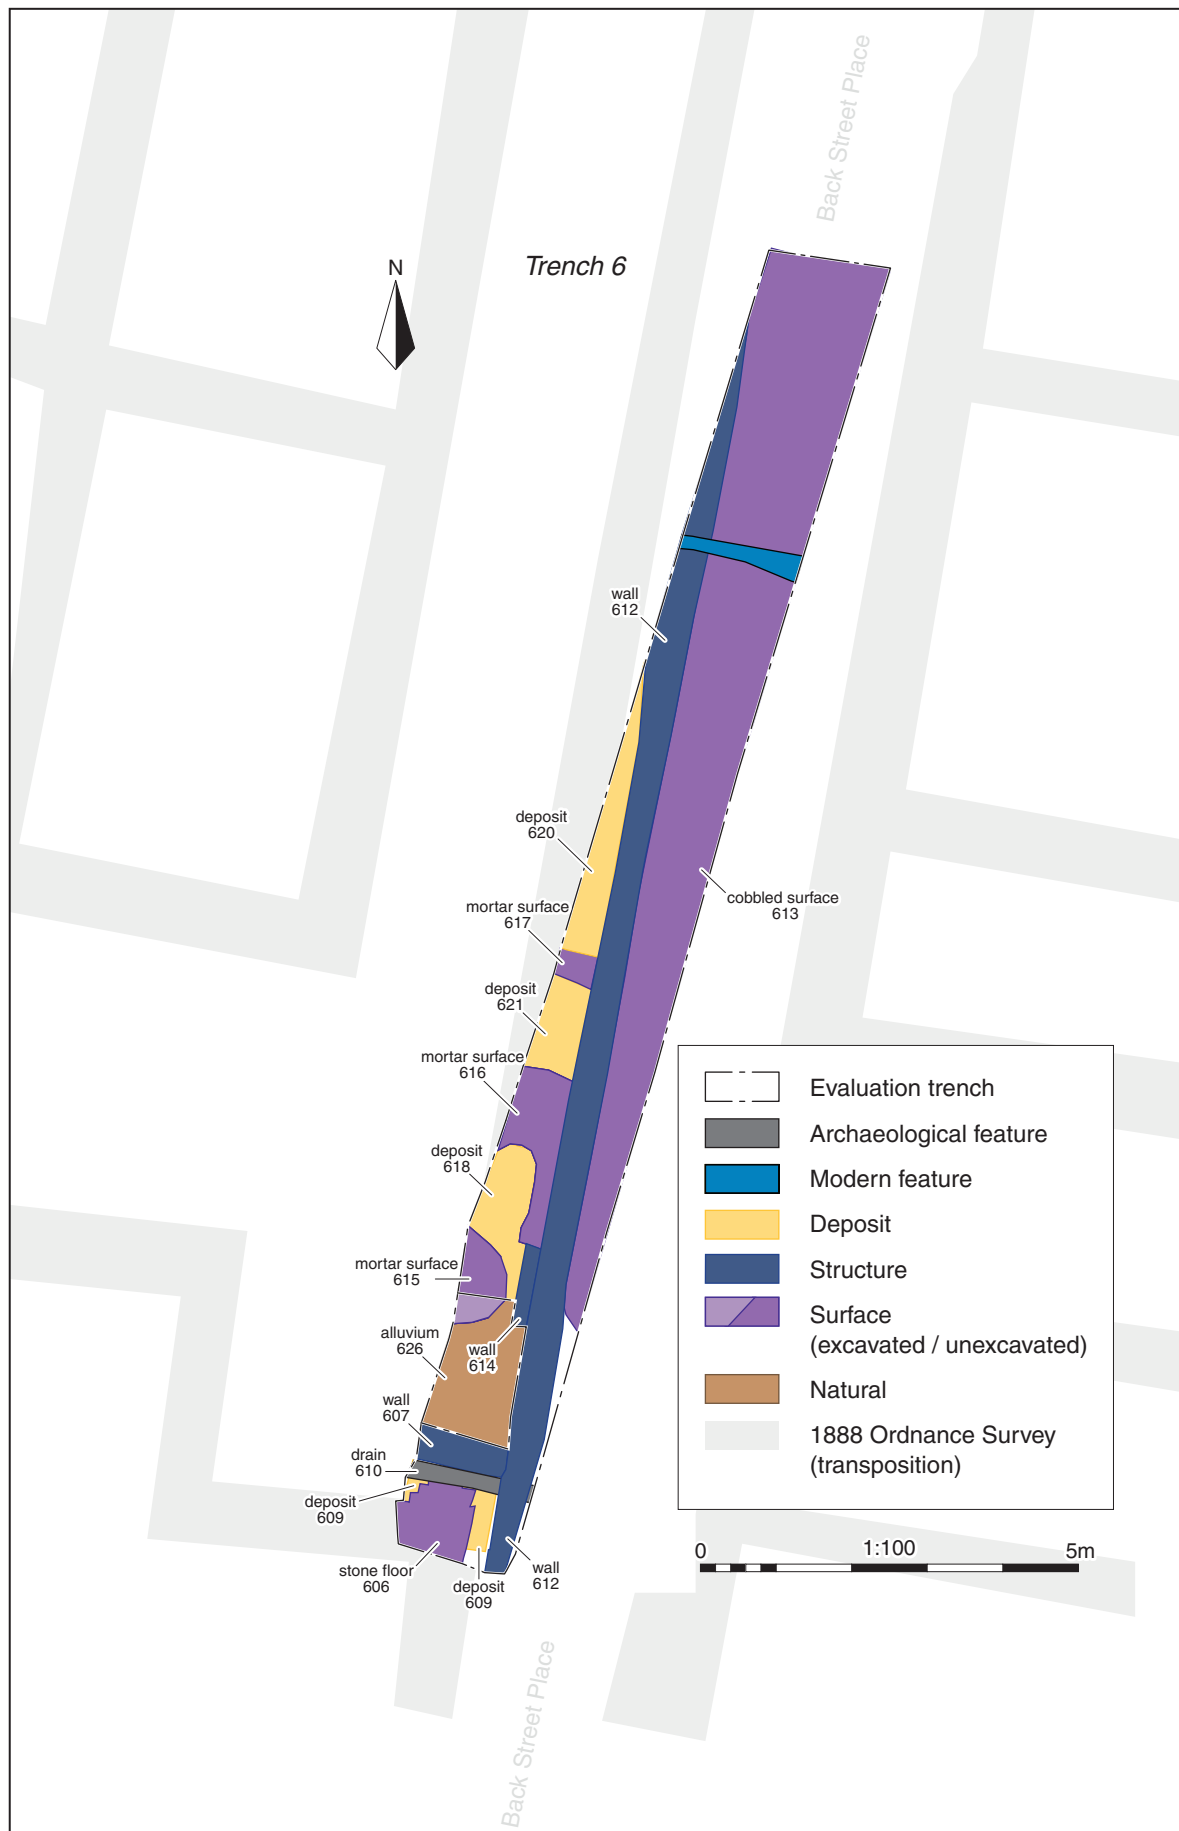 Back Street Place
N
Trench 6
wall
612
deposit
620
mortar surface
617
cobbled surface
613
deposit
621
mortar surface
616
deposit
618
mortar surface
615
alluvium
626
wall
614
wall
607
drain
610
deposit
609
stone floor
606
deposit
609
wall
612
Evaluation trench
Archaeological feature
Modern feature
Deposit
Structure
Surface
(excavated / unexcavated)
Natural
1888 Ordnance Survey
(transposition)
0 1:100 5m
Back Street Place